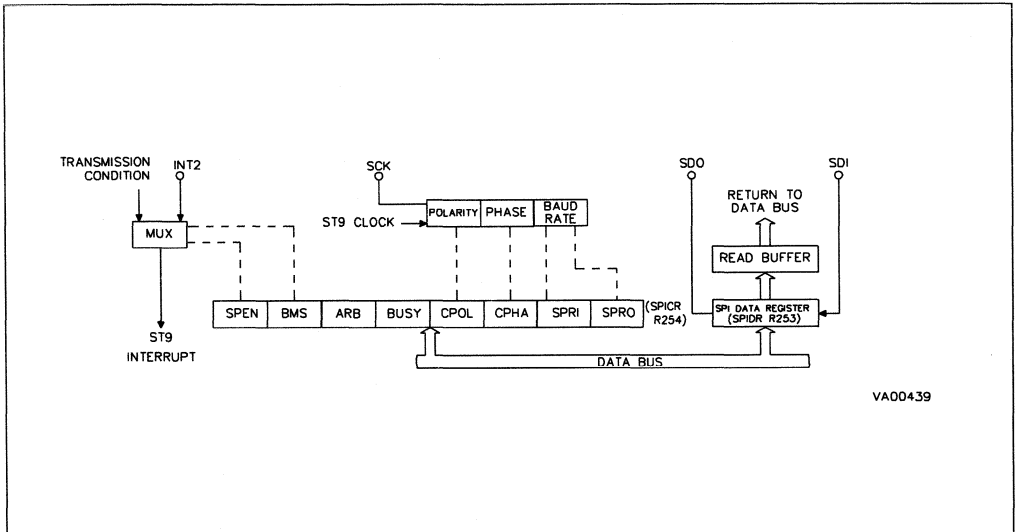 TRANSMISSION
CONDITION
INT2
SCK
SDO
SDI
RETURN TO
DATA BUS
POLARITY
PHASE
BAUD
RATE
ST9 CLOCK
MUX
READ BUFFER
SPEN
BMS
ARB
BUSY
CPOL
CPHA
SPRI
SPRO
(SPICR
R254)
SPI DATA REGISTER
(SPIDR R253)
ST9
INTERRUPT
DATA BUS
VA00439